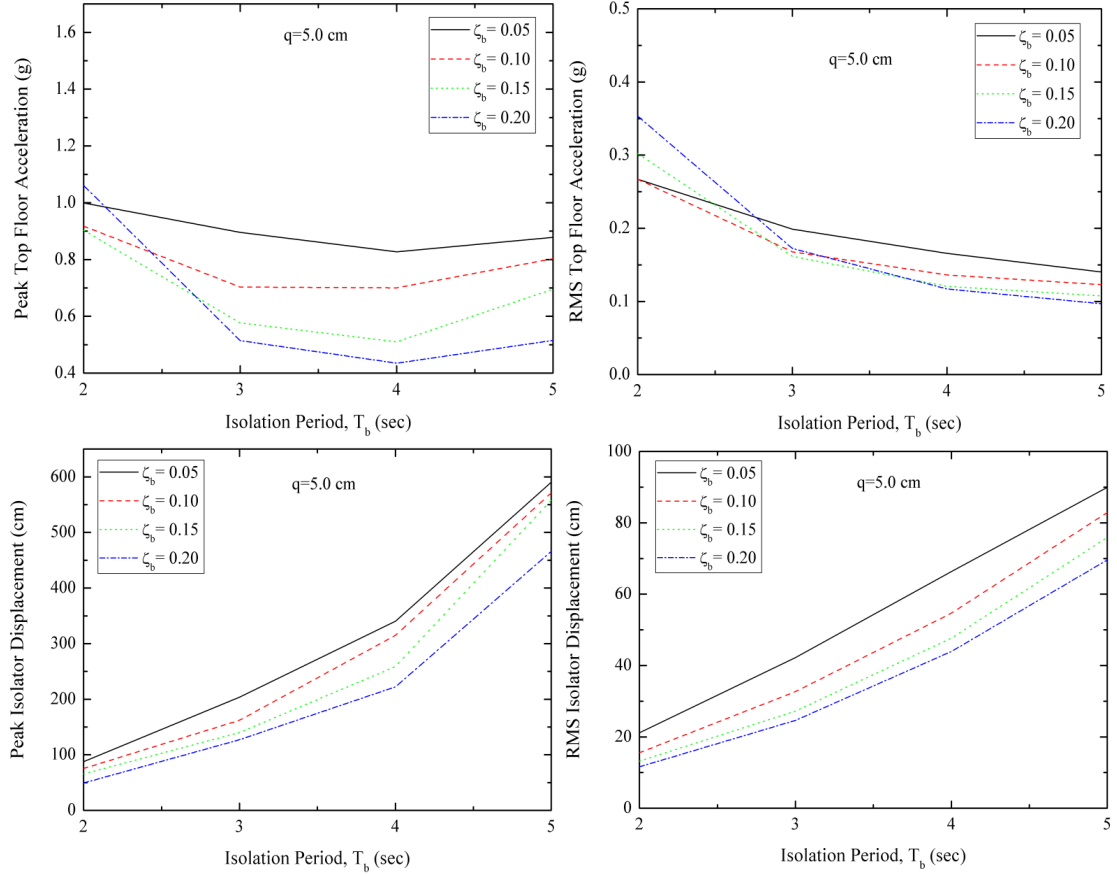 Peak Top Floor Acceleration (g)
1.6
1.4
1.2
1.0
0.8
0.6
0.4
q=5.0 cm
ζb= 0.05
ζb= 0.10
ζb= 0.15
ζb= 0.20
2 3 4 5
Isolation Period, Tb (sec)
RMS Top Floor Acceleration (g)
0.5
0.4
0.3
0.2
0.1
0.0
q=5.0 cm
ζb= 0.05
ζb= 0.10
ζb= 0.15
ζb= 0.20
2 3 4 5
Isolation Period, Tb (sec)
Peak Isolator Displacement (cm)
600
500
400
300
200
100
0
ζb= 0.05
ζb= 0.10
ζb= 0.15
ζb= 0.20
q=5.0 cm
2 3 4 5
Isolation Period, Tb (sec)
RMS Isolator Displacement (cm)
100
80
60
40
20
0
ζb= 0.05
ζb= 0.10
ζb= 0.15
ζb= 0.20
q=5.0 cm
2 3 4 5
Isolation Period, Tb (sec)